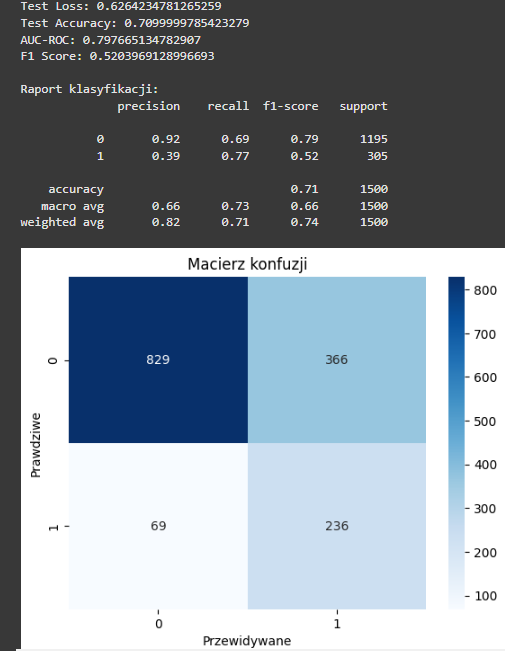 Test Loss: 0.6264234781265259
Test Accuracy: 0.7099999785423279
AUC-ROC: 0.797665134782907
F1 Score: 0.5203969128996693
Raport klasyfikacji:
precision recall f1-score support
0 0.92 0.69 0.79 1195
1 0.39 0.77 0.52 305
accuracy 0.71 1500
macro avg 0.66 0.73 0.66 1500
weighted avg 0.82 0.71 0.74 1500
Macierz konfuzji
800
700
600
500
400
300
200
100
Prawdziwe
0
829 366
1
69 236
0 1
Przewidywane